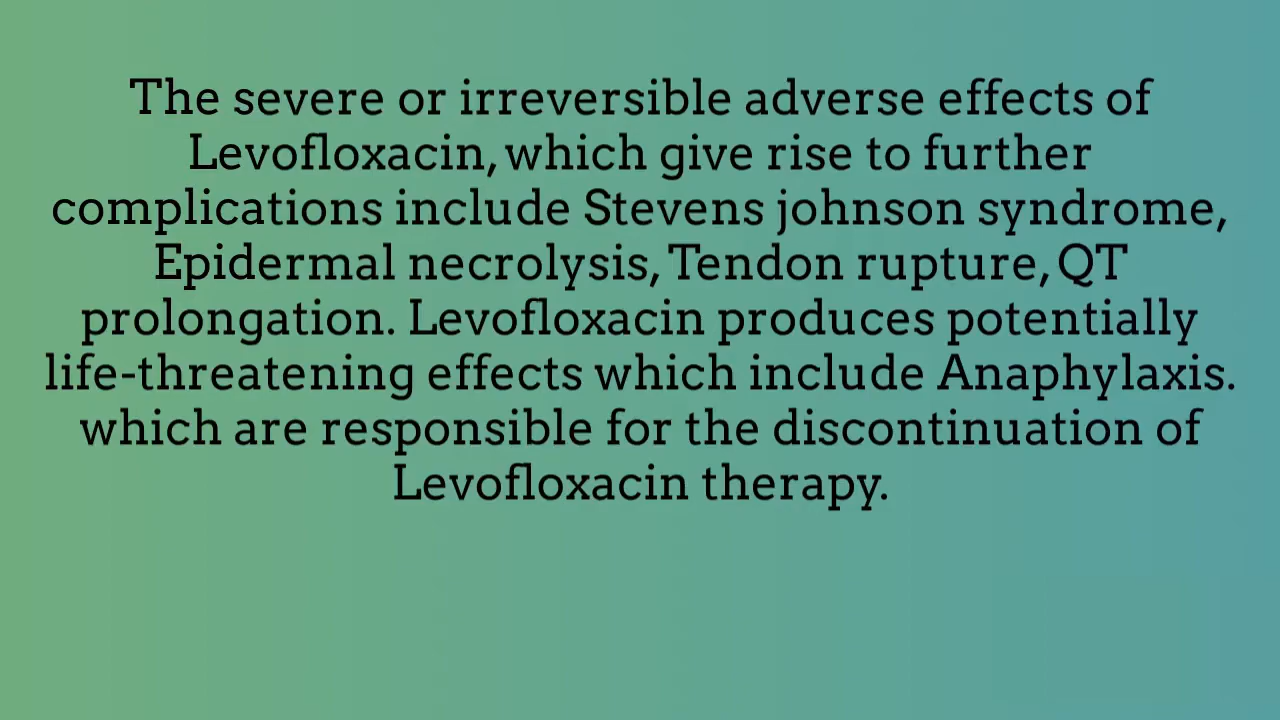 The severe or irreversible adverse effects of
Levofloxacin, which give rise to further
complications include Stevens johnson syndrome,
Epidermal necrolysis, Tendon rupture, QT
prolongation. Levofloxacin produces potentially
life-threatening effects which include Anaphylaxis.
which are responsible for the discontinuation of
Levofloxacin therapy.